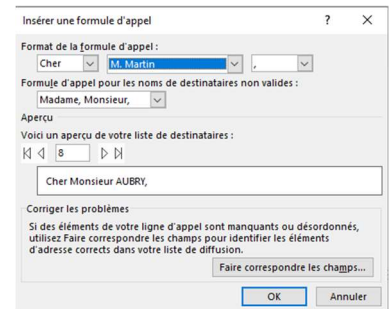 Insérer une formule d'appel ? ×
Format de la formule d'appel :
Cher M. Martin ,
Formule d'appel pour les noms de destinataires non valides :
Madame, Monsieur,
Aperçu
Voici un aperçu de votre liste de destinataires :
8
Cher Monsieur AUBRY,
Corriger les problèmes
Si des éléments de votre ligne d'appel sont manquants ou désordonnés,
utilisez Faire correspondre les champs pour identifier les éléments
d'adresse corrects dans votre liste de diffusion.
Faire correspondre les champs...
OK Annuler